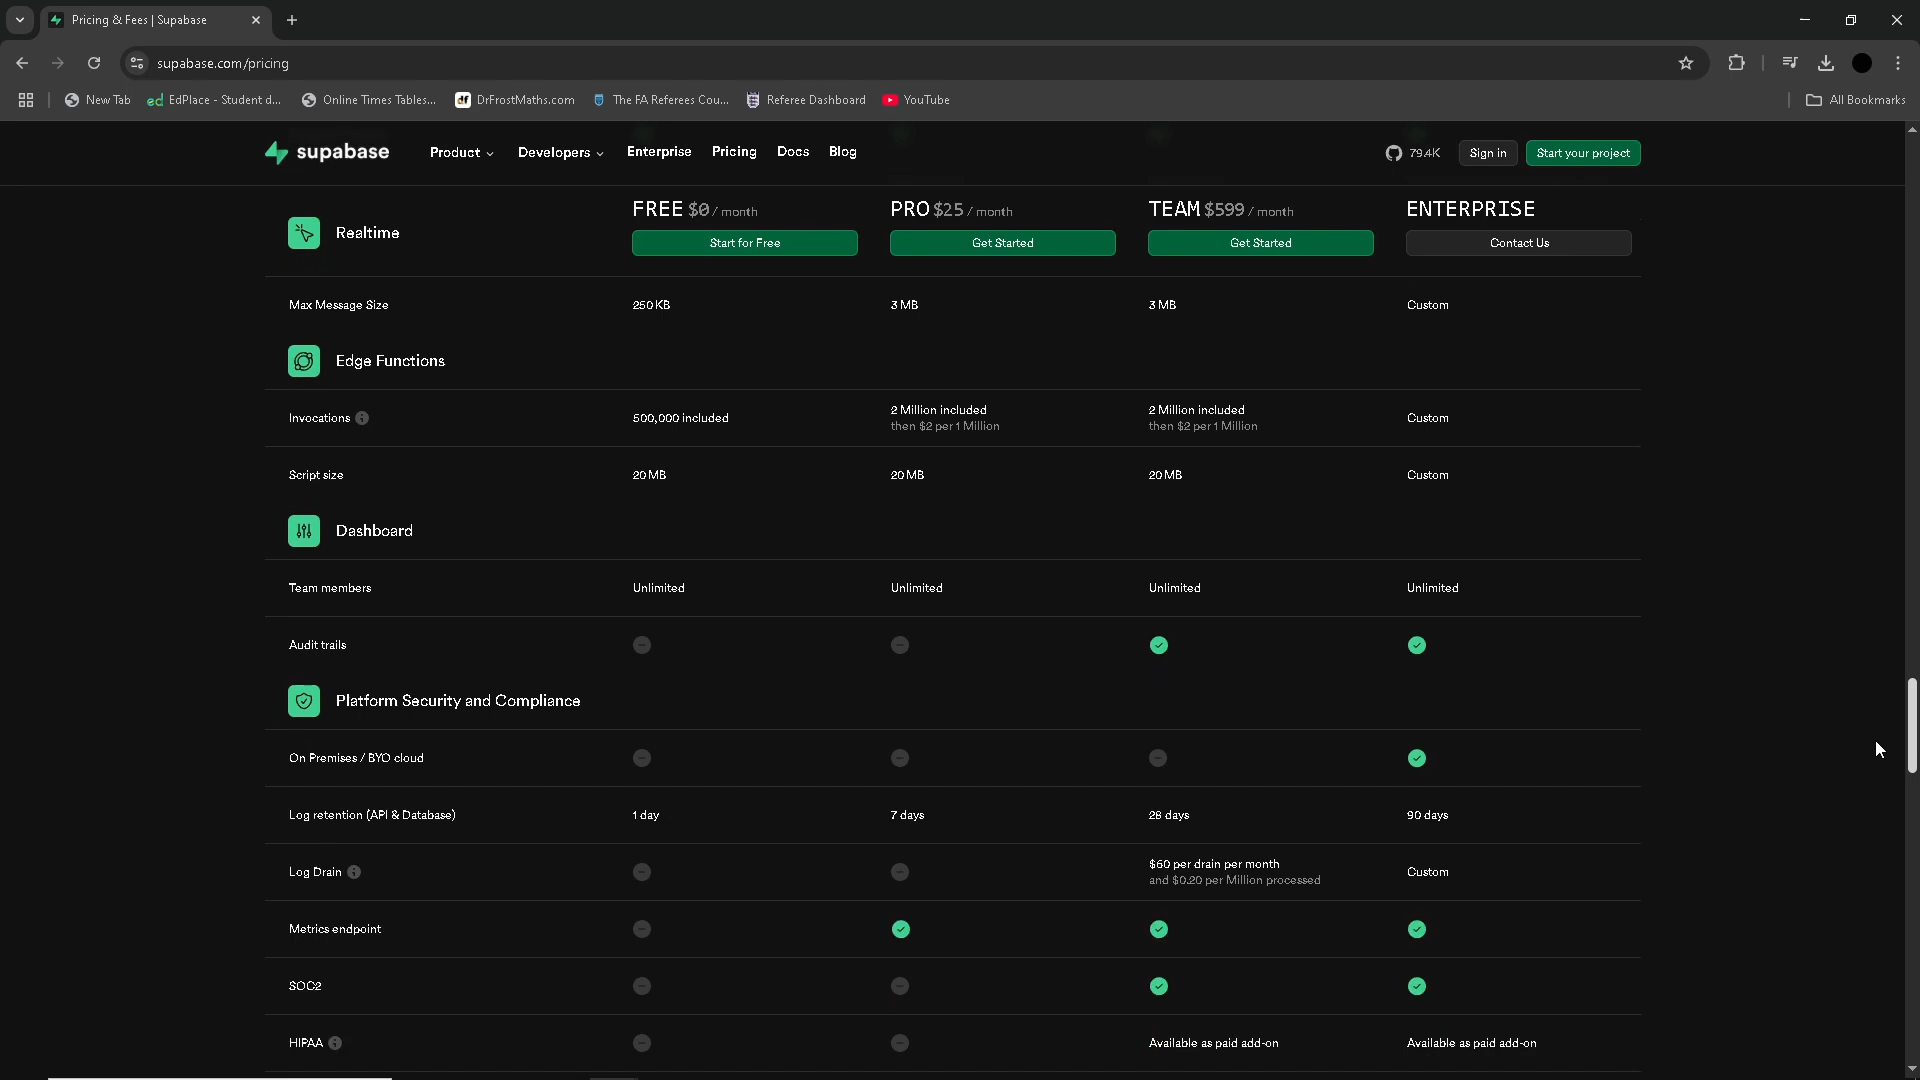 Pricing & Fees | Supabase
supabase.com/pricing
New Tab
EdPlace - Student d...
Online Times Tables...
DrFrostMaths.com
The FA Referees Cou...
Referee Dashboard
YouTube
All Bookmarks
supabase
Product
Developers
Enterprise
Pricing
Docs
Blog
79.4K
Sign in
Start your project
Realtime
FREE $0 / month
PRO $25 / month
TEAM $599 / month
ENTERPRISE
Start for Free
Get Started
Get Started
Contact Us
Max Message Size 250 KB 3 MB 3 MB Custom
Edge Functions
Invocations 500,000 included 2 Million included 2 Million included Custom
then $2 per 1 Million then $2 per 1 Million
Script size 20 MB 20 MB 20 MB Custom
Dashboard
Team members Unlimited Unlimited Unlimited Unlimited
Audit trails
Platform Security and Compliance
On Premises / BYO cloud
Log retention (API & Database) 1 day 7 days 28 days 90 days
Log Drain $60 per drain per month Custom
and $0.20 per Million processed
Metrics endpoint
SOC2
HIPAA Available as paid add-on Available as paid add-on